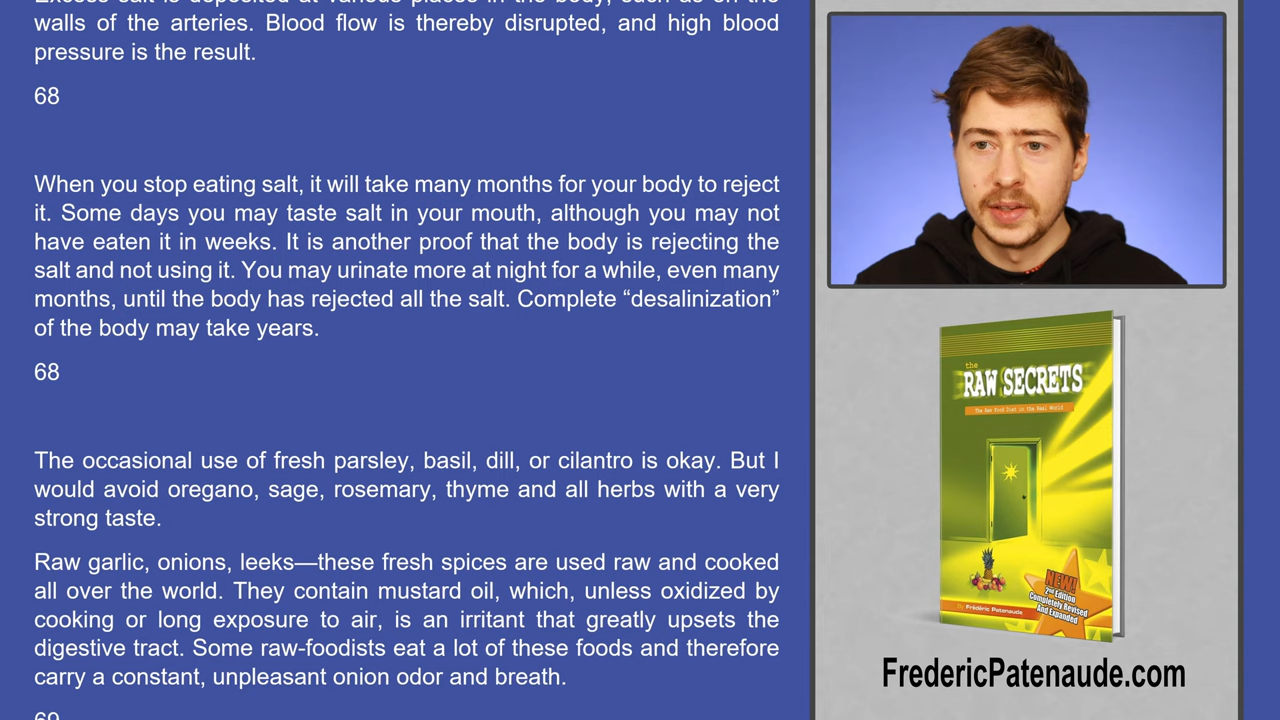 walls of the arteries. Blood flow is thereby disrupted, and high blood
pressure is the result.
68
When you stop eating salt, it will take many months for your body to reject
it. Some days you may taste salt in your mouth, although you may not
have eaten it in weeks. It is another proof that the body is rejecting the
salt and not using it. You may urinate more at night for a while, even many
months, until the body has rejected all the salt. Complete “desalinization”
of the body may take years.
68
The occasional use of fresh parsley, basil, dill, or cilantro is okay. But I
would avoid oregano, sage, rosemary, thyme and all herbs with a very
strong taste.
Raw garlic, onions, leeks—these fresh spices are used raw and cooked
all over the world. They contain mustard oil, which, unless oxidized by
cooking or long exposure to air, is an irritant that greatly upsets the
digestive tract. Some raw-foodists eat a lot of these foods and therefore
carry a constant, unpleasant onion odor and breath.
the
RAW SECRETS
The Raw Food Diet in the Real World
NEW!
2nd Edition
Completely Revised
And Expanded
By Frédéric Patenaude
FredericPatenaude.com